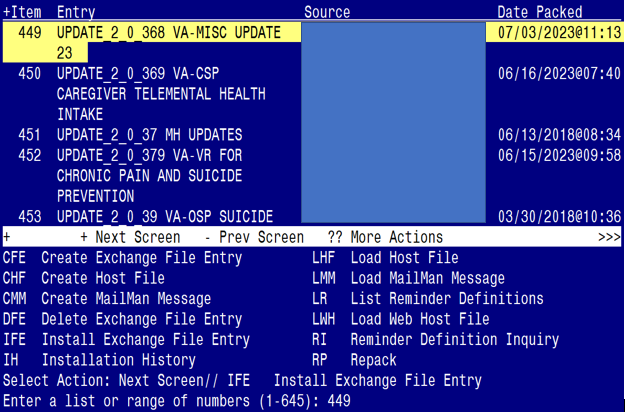 +Item Entry Source Date Packed
449 UPDATE_2_0_368 VA-MISC UPDATE 07/03/2023@11:13
23
450 UPDATE_2_0_369 VA-CSP 06/16/2023@07:40
CAREGIVER TELEMENTAL HEALTH
INTAKE
451 UPDATE_2_0_37 MH UPDATES 06/13/2018@08:34
452 UPDATE_2_0_379 VA-VR FOR 06/15/2023@09:58
CHRONIC PAIN AND SUICIDE
PREVENTION
453 UPDATE_2_0_39 VA-OSP SUICIDE 03/30/2018@10:36
+ + Next Screen - Prev Screen ?? More Actions >>>
CFE Create Exchange File Entry LHF Load Host File
CHF Create Host File LMM Load MailMan Message
CMM Create MailMan Message LR List Reminder Definitions
DFE Delete Exchange File Entry LWH Load Web Host File
IFE Install Exchange File Entry RI Reminder Definition Inquiry
IH Installation History RP Repack
Select Action: Next Screen// IFE Install Exchange File Entry
Enter a list or range of numbers (1-645): 449